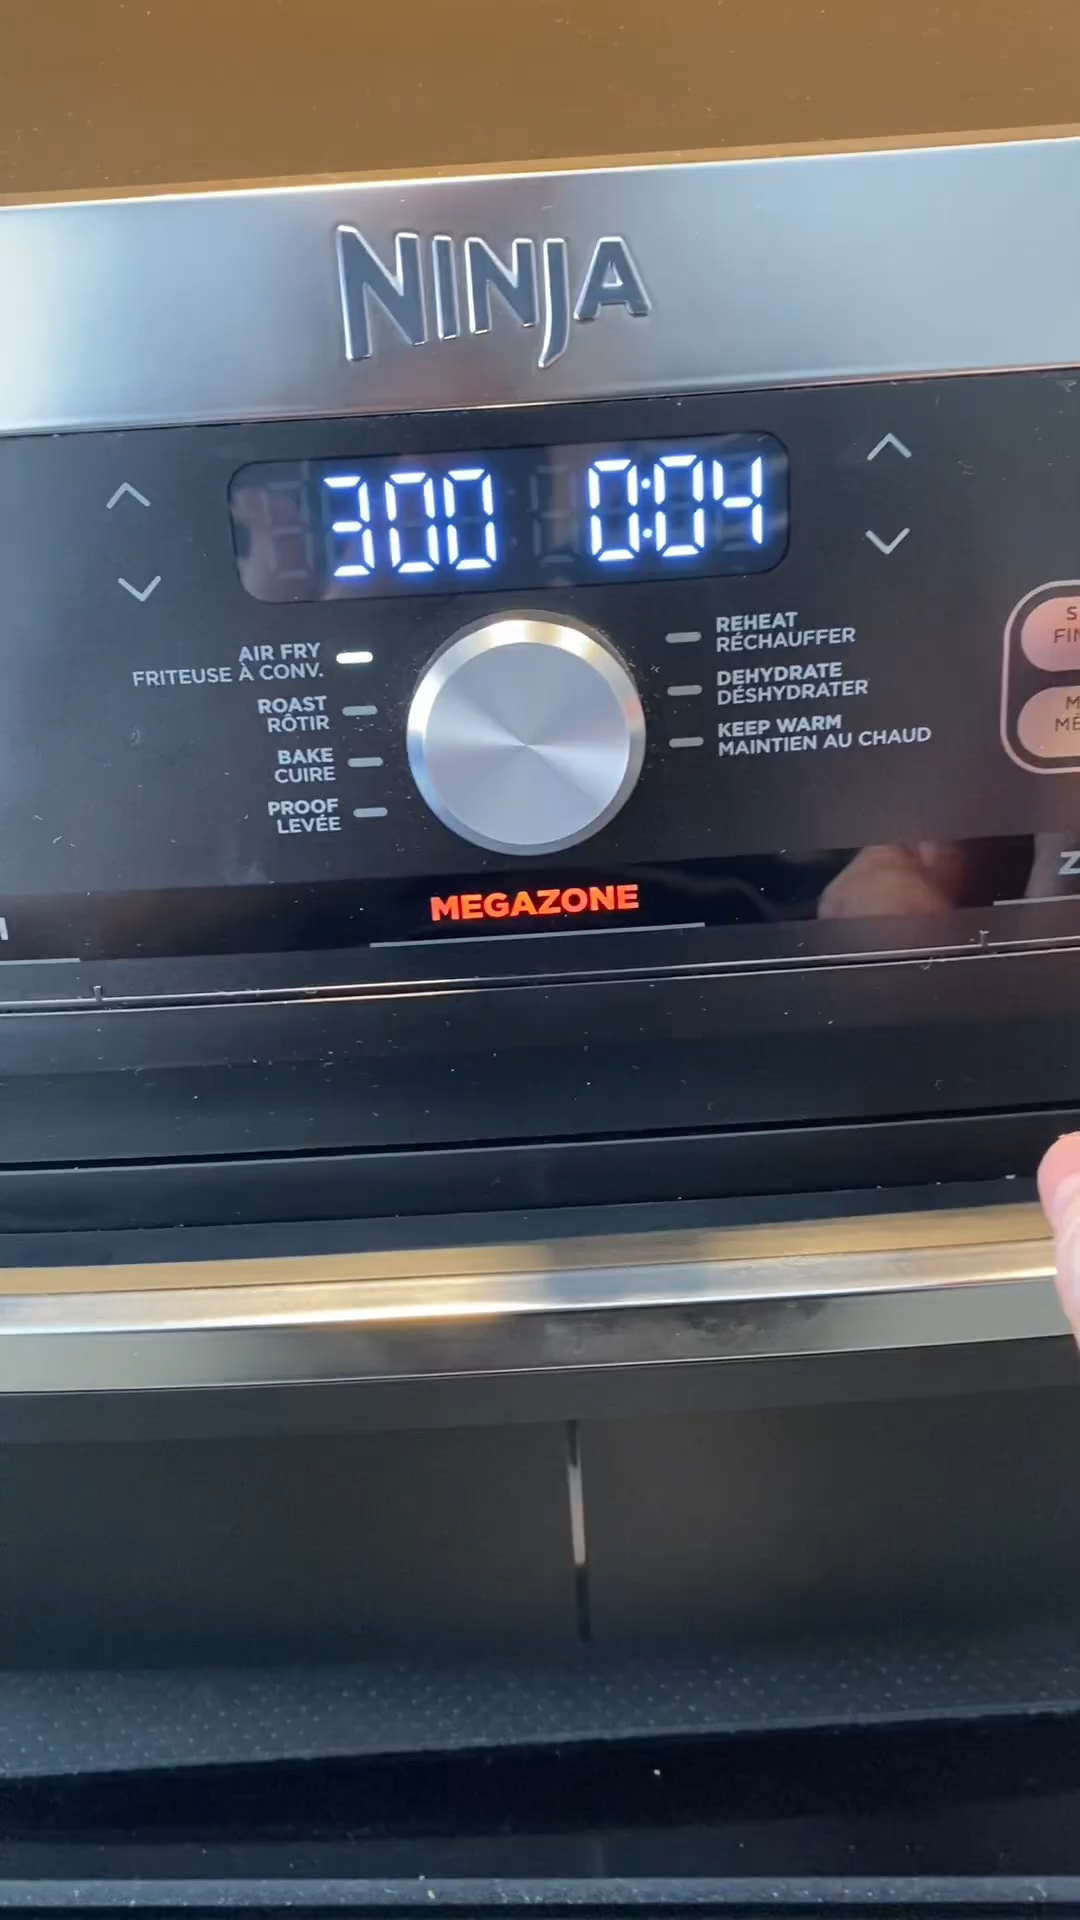 NINJA
300 0:04
AIR FRY
FRITEUSE À CONV.
ROAST
RÔTIR
BAKE
CUIRE
PROOF
LEVÉE
REHEAT
RÉCHAUFFER
DEHYDRATE
DÉSHYDRATER
KEEP WARM
MAINTIEN AU CHAUD
MEGAZONE